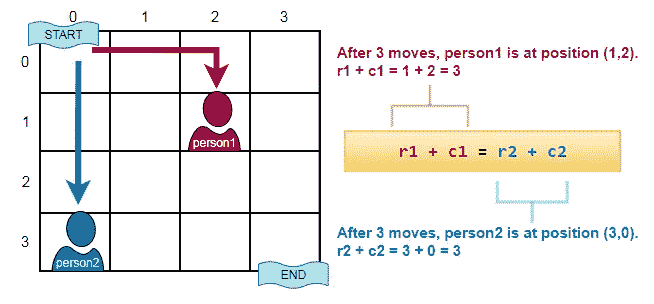 0 1 2 3
START
0
1
2
3
person1
person2
END
After 3 moves, person1 is at position (1,2).
r1 + c1 = 1 + 2 = 3
r1 + c1 = r2 + c2
After 3 moves, person2 is at position (3,0).
r2 + c2 = 3 + 0 = 3